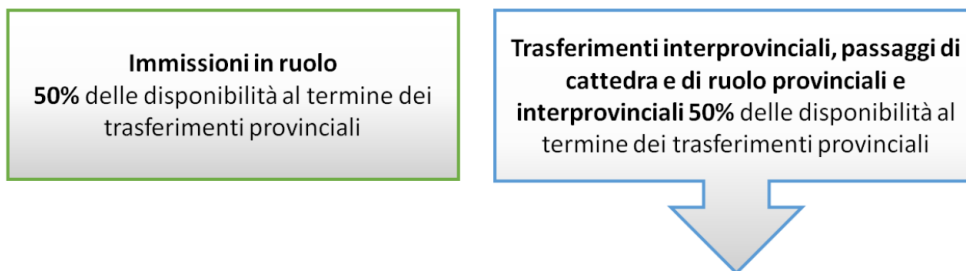 Immissioni in ruolo
50% delle disponibilità al termine dei
trasferimenti provinciali
Trasferimenti interprovinciali, passaggi di
cattedra e di ruolo provinciali e
interprovinciali 50% delle disponibilità al
termine dei trasferimenti provinciali